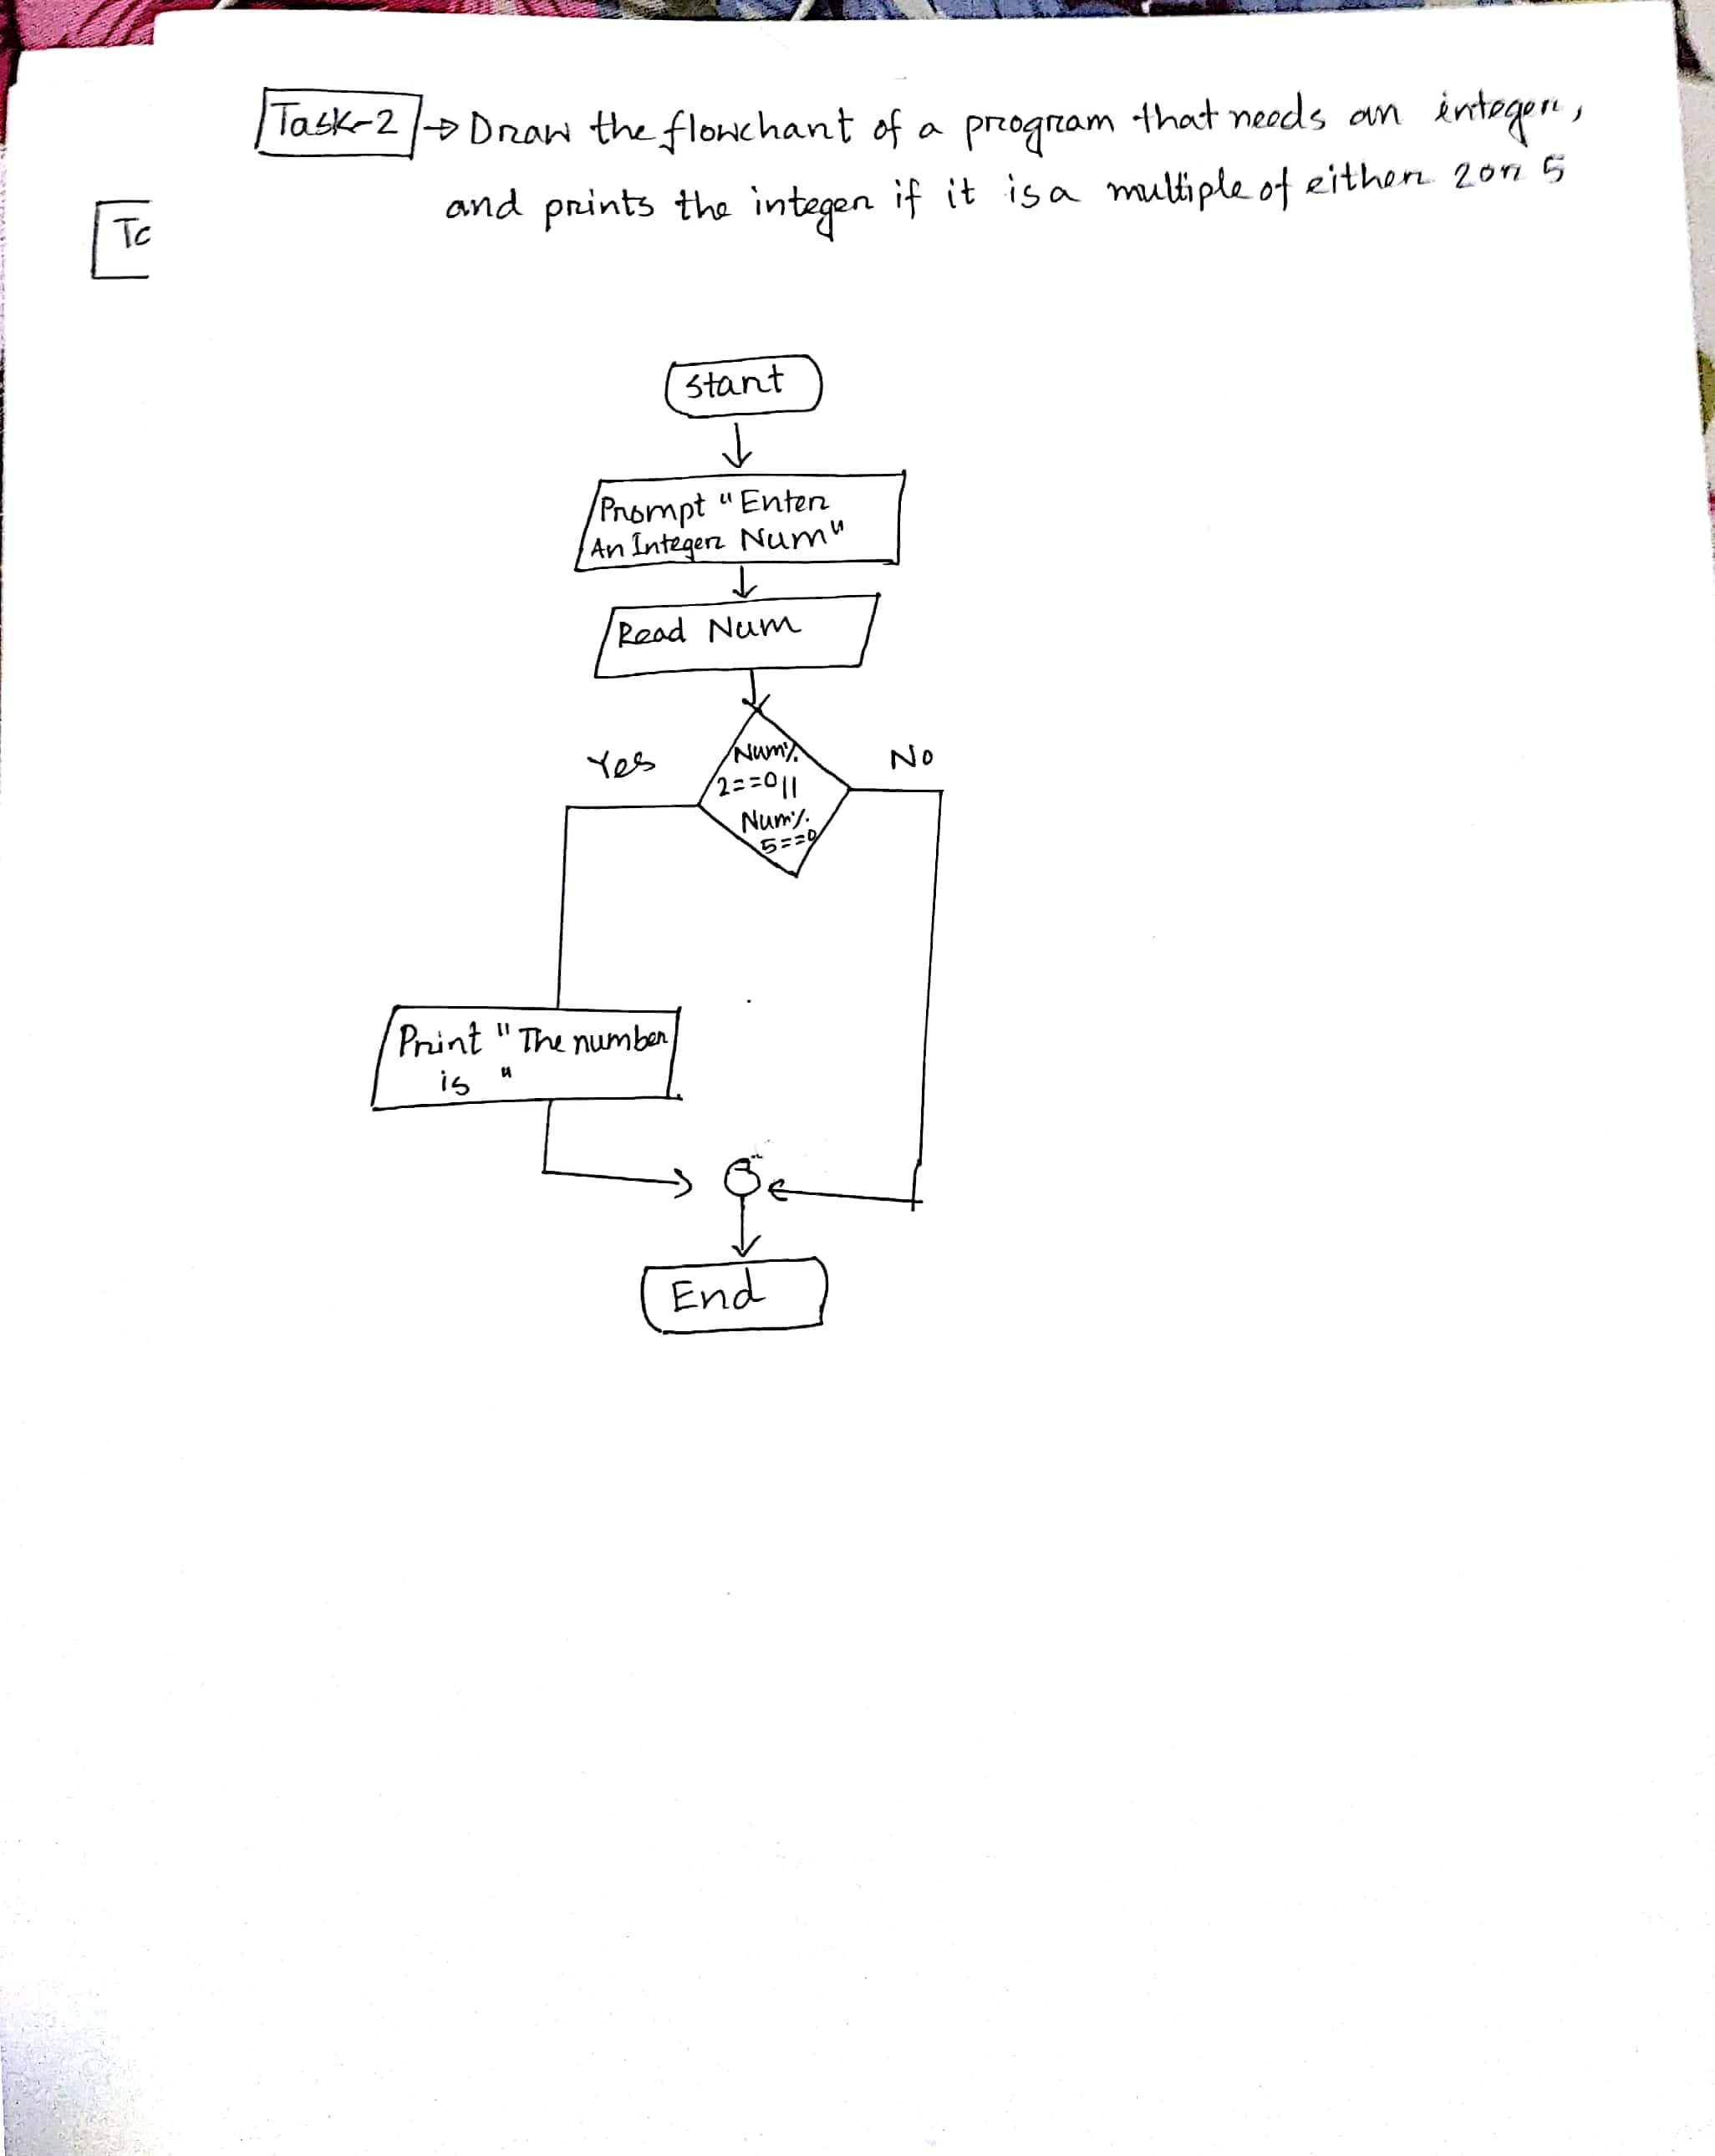 Task-2 → Draw the flowchart of a program that needs an integer,
and prints the integer if it is a multiple of either 2 or 5
Tc
Start
Prompt "Enter
An Integer Num"
Read Num
Yes
No
Num%
2==0||
Num%
5==0
Print "The number
is "
End